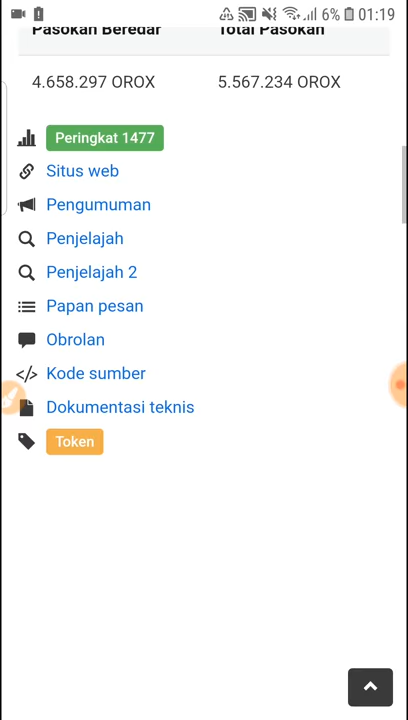 6% 01:19
Pasokan Beredar Total Pasokan
4.658.297 OROX 5.567.234 OROX
Peringkat 1477
Situs web
Pengumuman
Penjelajah
Penjelajah 2
Papan pesan
Obrolan
Kode sumber
Dokumentasi teknis
Token